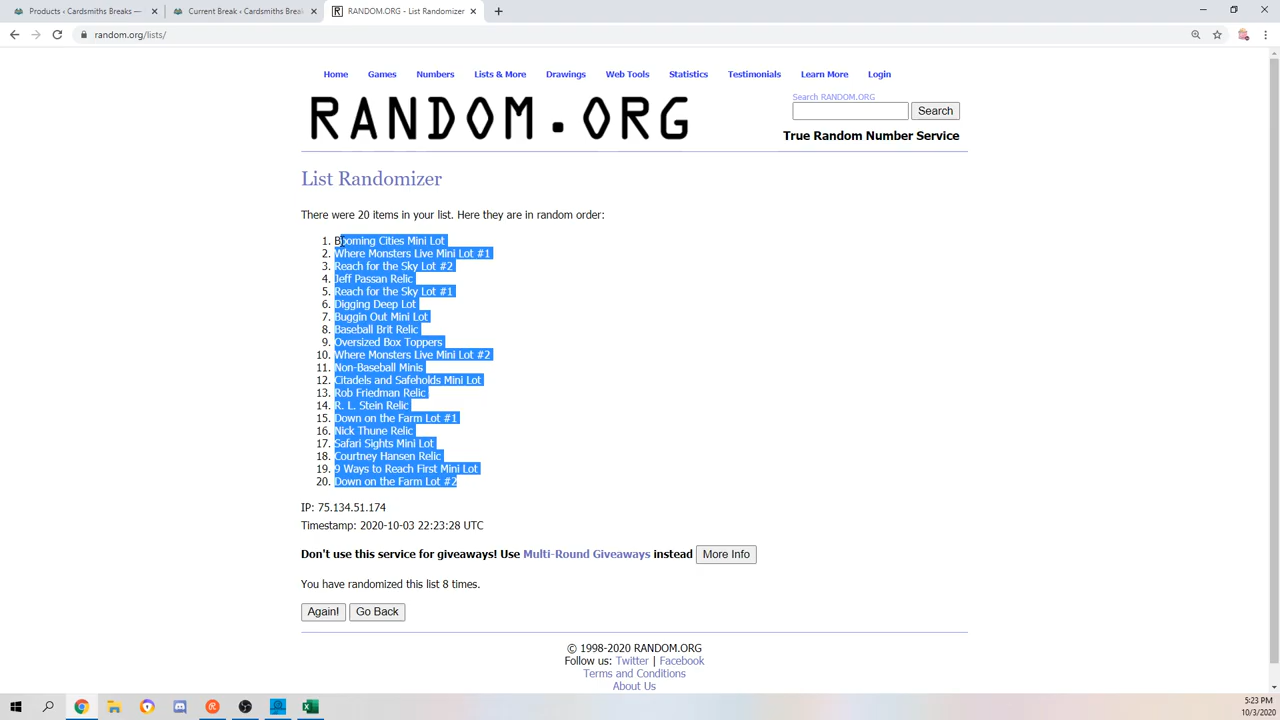 Products ‹ Cardsmiths Breaks —
Current Break ‹ Cardsmiths Break
RANDOM.ORG - List Randomizer
random.org/lists/
Home Games Numbers Lists & More Drawings Web Tools Statistics Testimonials Learn More Login
RANDOM.ORG
Search RANDOM.ORG
Search
True Random Number Service
List Randomizer
There were 20 items in your list. Here they are in random order:
1. Booming Cities Mini Lot
2. Where Monsters Live Mini Lot #1
3. Reach for the Sky Lot #2
4. Jeff Passan Relic
5. Reach for the Sky Lot #1
6. Digging Deep Lot
7. Buggin Out Mini Lot
8. Baseball Brit Relic
9. Oversized Box Toppers
10. Where Monsters Live Mini Lot #2
11. Non-Baseball Minis
12. Citadels and Safeholds Mini Lot
13. Rob Friedman Relic
14. R. L. Stein Relic
15. Down on the Farm Lot #1
16. Nick Thune Relic
17. Safari Sights Mini Lot
18. Courtney Hansen Relic
19. 9 Ways to Reach First Mini Lot
20. Down on the Farm Lot #2
IP: 75.134.51.174
Timestamp: 2020-10-03 22:23:28 UTC
Don't use this service for giveaways! Use Multi-Round Giveaways instead More Info
You have randomized this list 8 times.
Again! Go Back
© 1998-2020 RANDOM.ORG
Follow us: Twitter | Facebook
Terms and Conditions
About Us
5:23 PM
10/3/2020